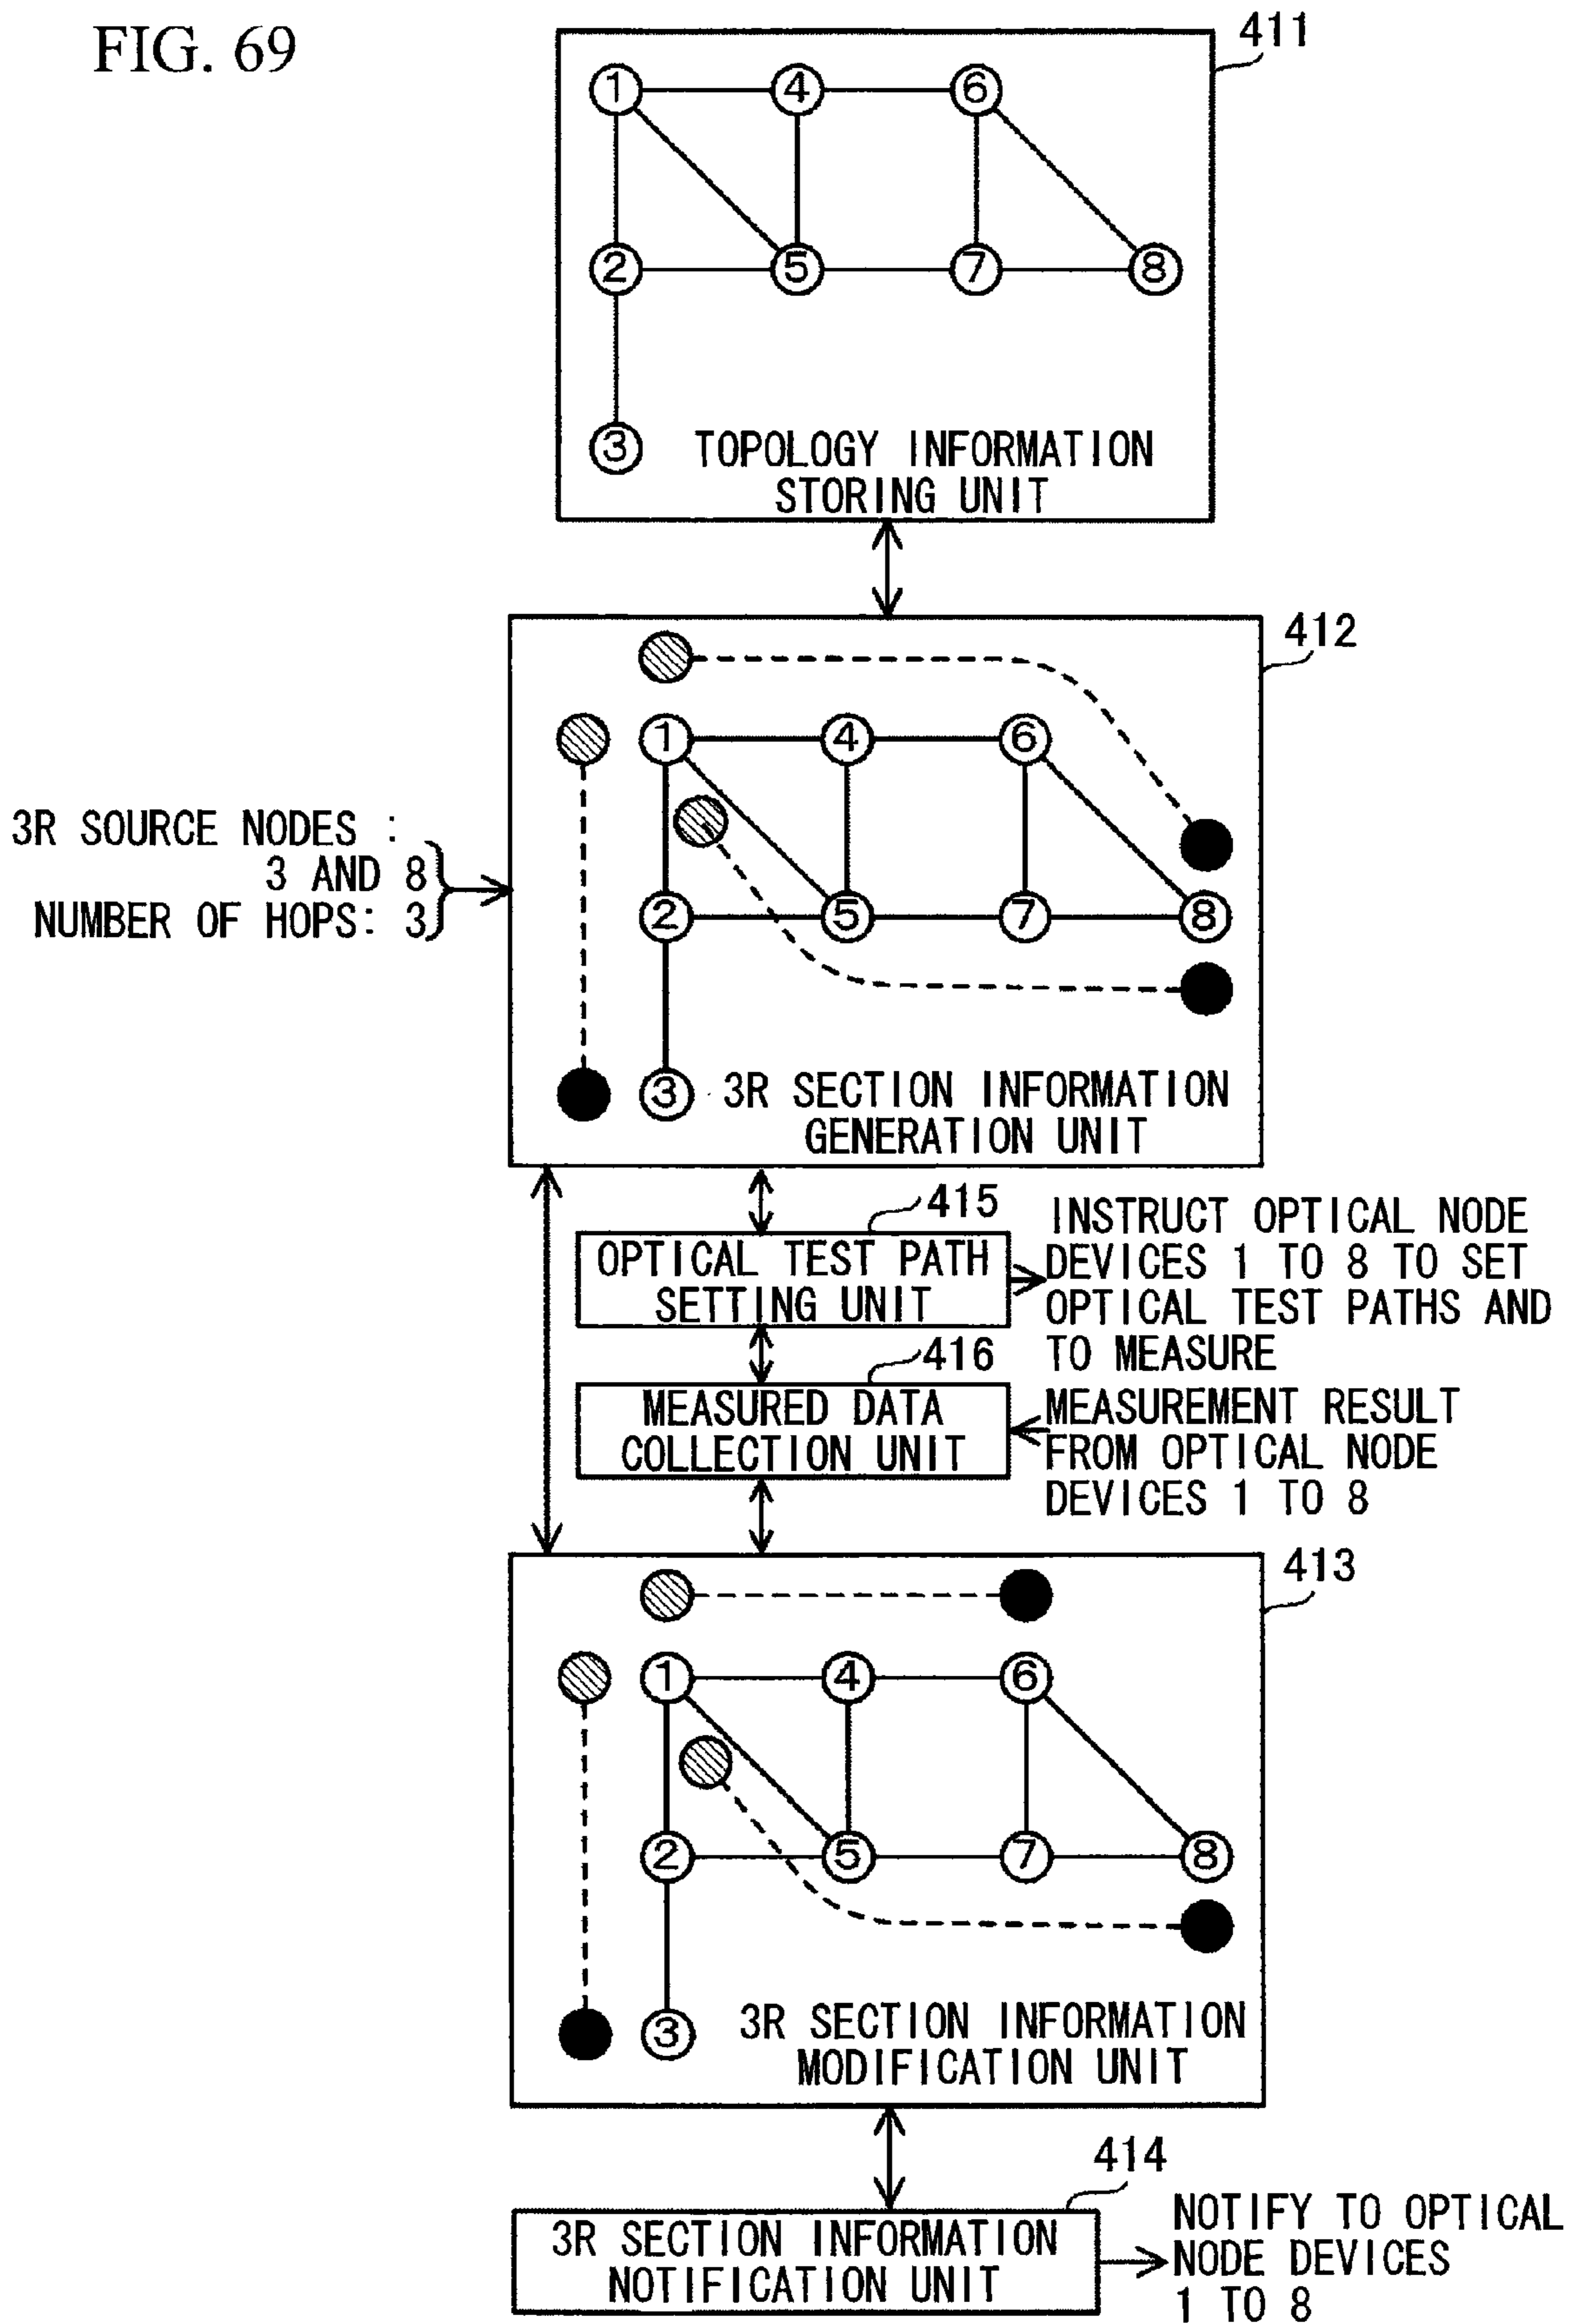 FIG. 69
411
1 4 6
2 5 7 8
3
TOPOLOGY INFORMATION
STORING UNIT
412
1 4 6
3R SOURCE NODES :
3 AND 8
NUMBER OF HOPS: 3
2 5 7 8
3
3R SECTION INFORMATION
GENERATION UNIT
415
OPTICAL TEST PATH
SETTING UNIT
INSTRUCT OPTICAL NODE
DEVICES 1 TO 8 TO SET
OPTICAL TEST PATHS AND
TO MEASURE
416
MEASURED DATA
COLLECTION UNIT
MEASUREMENT RESULT
FROM OPTICAL NODE
DEVICES 1 TO 8
413
1 4 6
2 5 7 8
3
3R SECTION INFORMATION
MODIFICATION UNIT
414
3R SECTION INFORMATION
NOTIFICATION UNIT
NOTIFY TO OPTICAL
NODE DEVICES
1 TO 8